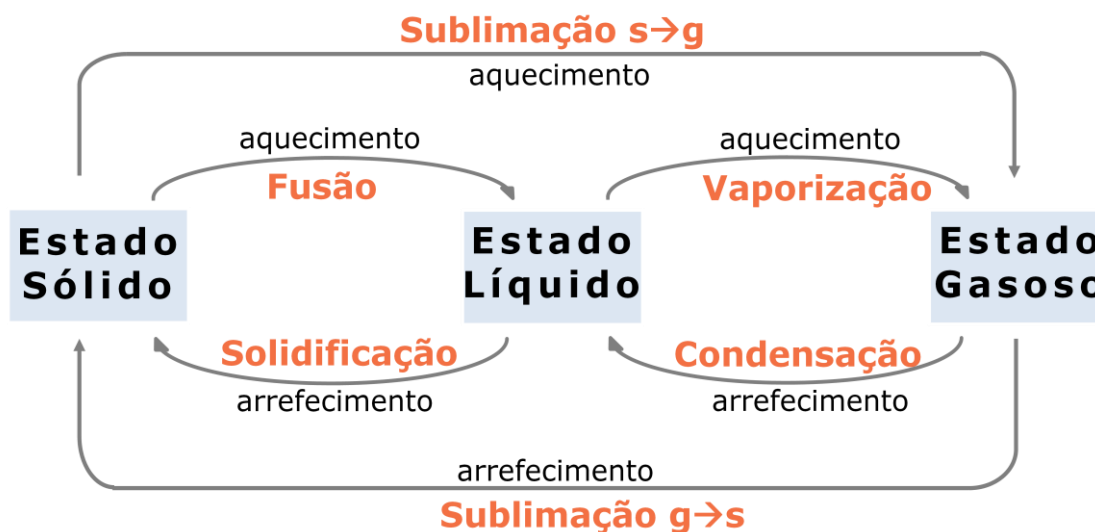 Sublimação s→g
aquecimento
aquecimento
aquecimento
Fusão
Vaporização
Estado
Sólido
Estado
Líquido
Estado
Gasoso
Solidificação
Condensação
arrefecimento
arrefecimento
arrefecimento
Sublimação g→s